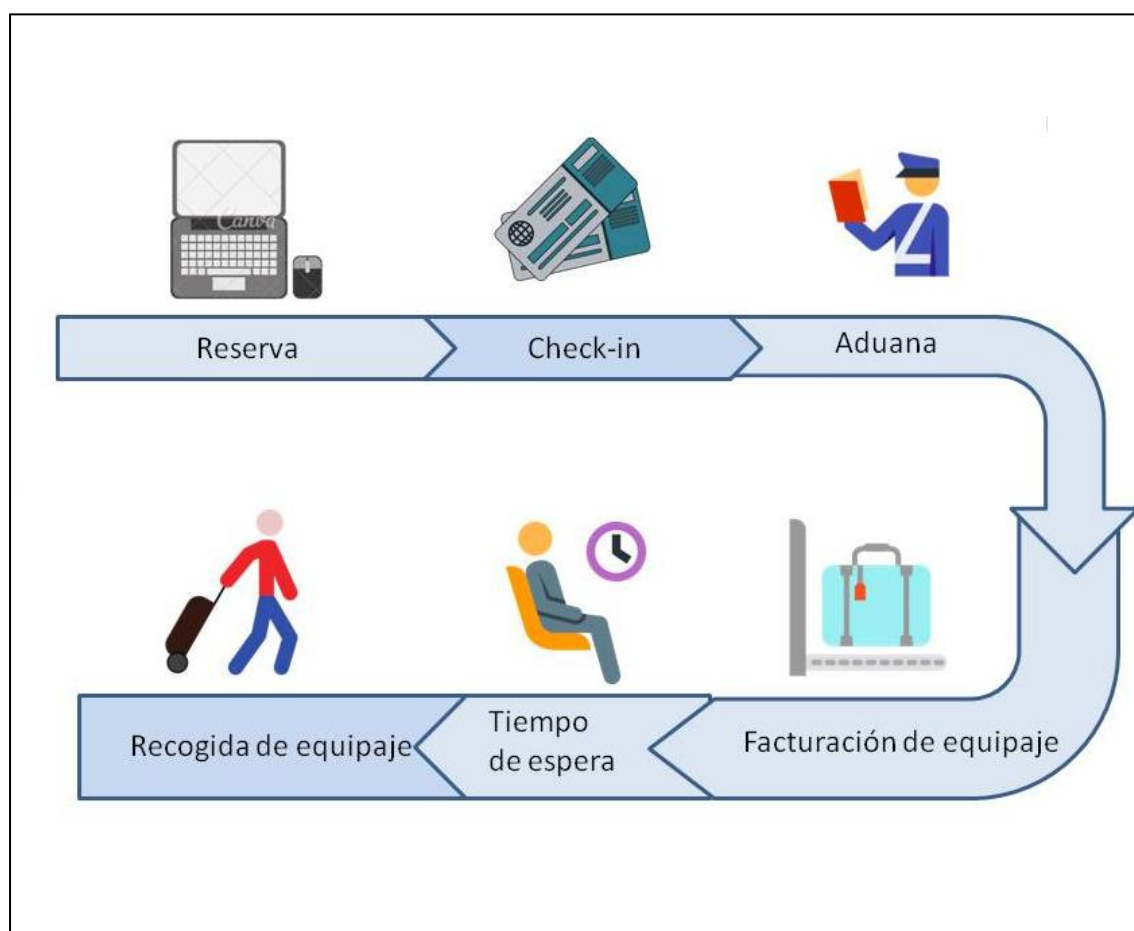 Canva
Reserva
Check-in
Aduana
Facturación de equipaje
Tiempo
de espera
Recogida de equipaje